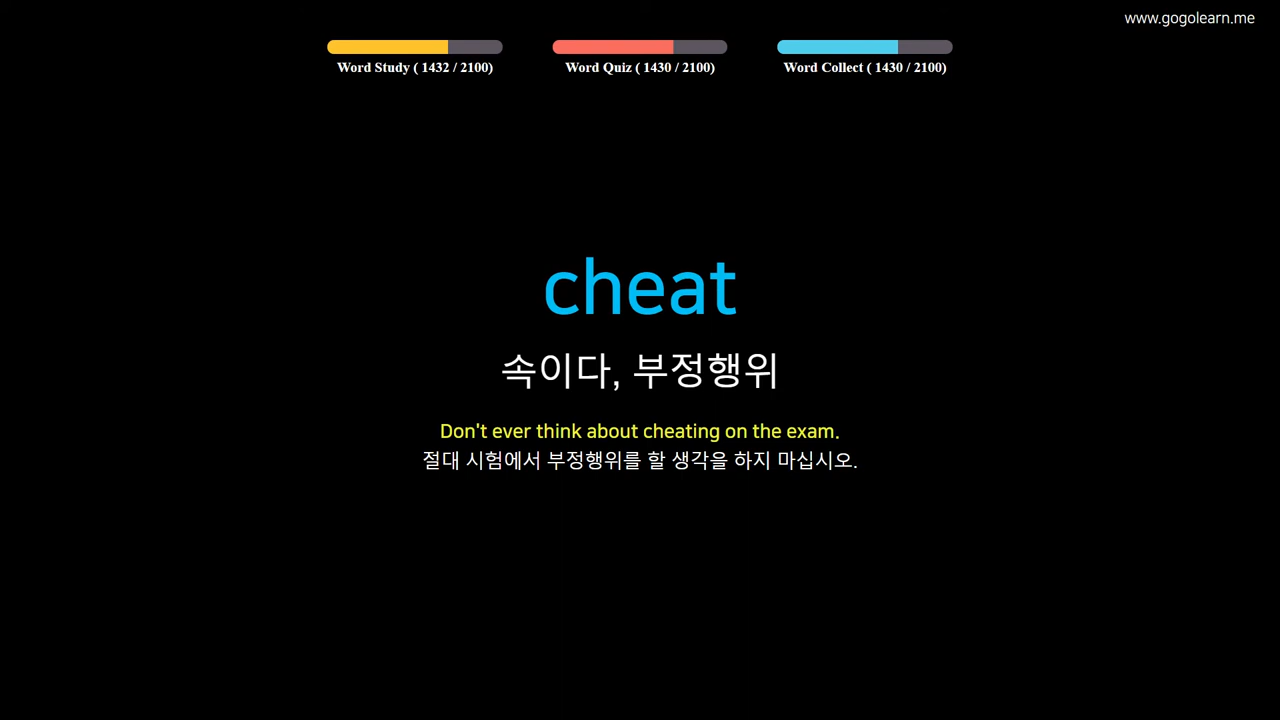 www.gogolearn.me
Word Study ( 1432 / 2100)
Word Quiz ( 1430 / 2100)
Word Collect ( 1430 / 2100)
cheat
속이다, 부정행위
Don't ever think about cheating on the exam.
절대 시험에서 부정행위를 할 생각을 하지 마십시오.